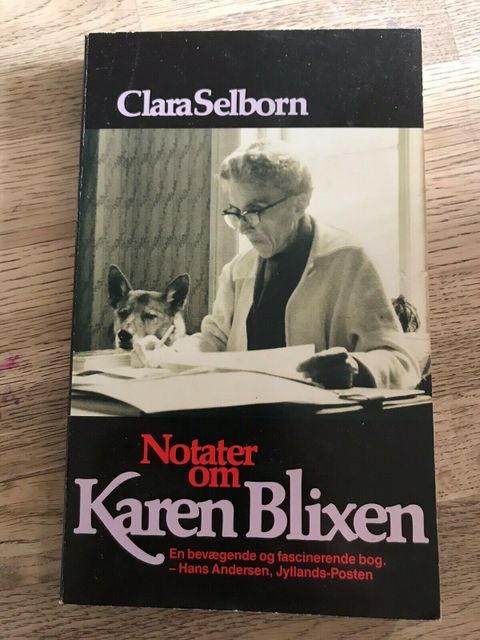 Clara Selborn
Notater
om
Karen Blixen
En bevægende og fascinerende bog.
– Hans Andersen, Jyllands-Posten